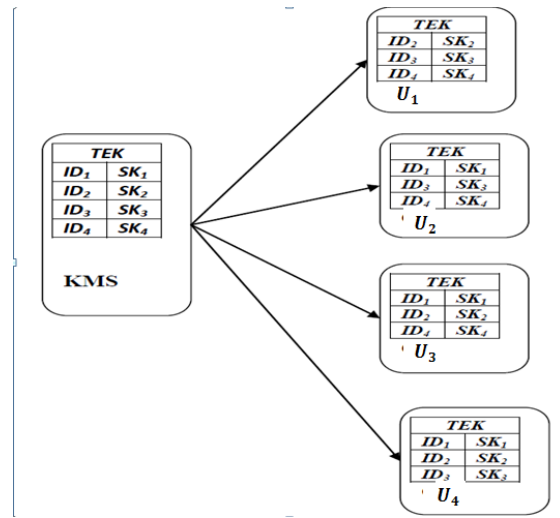 TEK
ID₁ SK₁
ID₂ SK₂
ID₃ SK₃
ID₄ SK₄
KMS
TEK
ID₂ SK₂
ID₃ SK₃
ID₄ SK₄
U₁
TEK
ID₁ SK₁
ID₃ SK₃
ID₄ SK₄
U₂
TEK
ID₁ SK₁
ID₂ SK₂
ID₄ SK₄
U₃
TEK
ID₁ SK₁
ID₂ SK₂
ID₃ SK₃
U₄